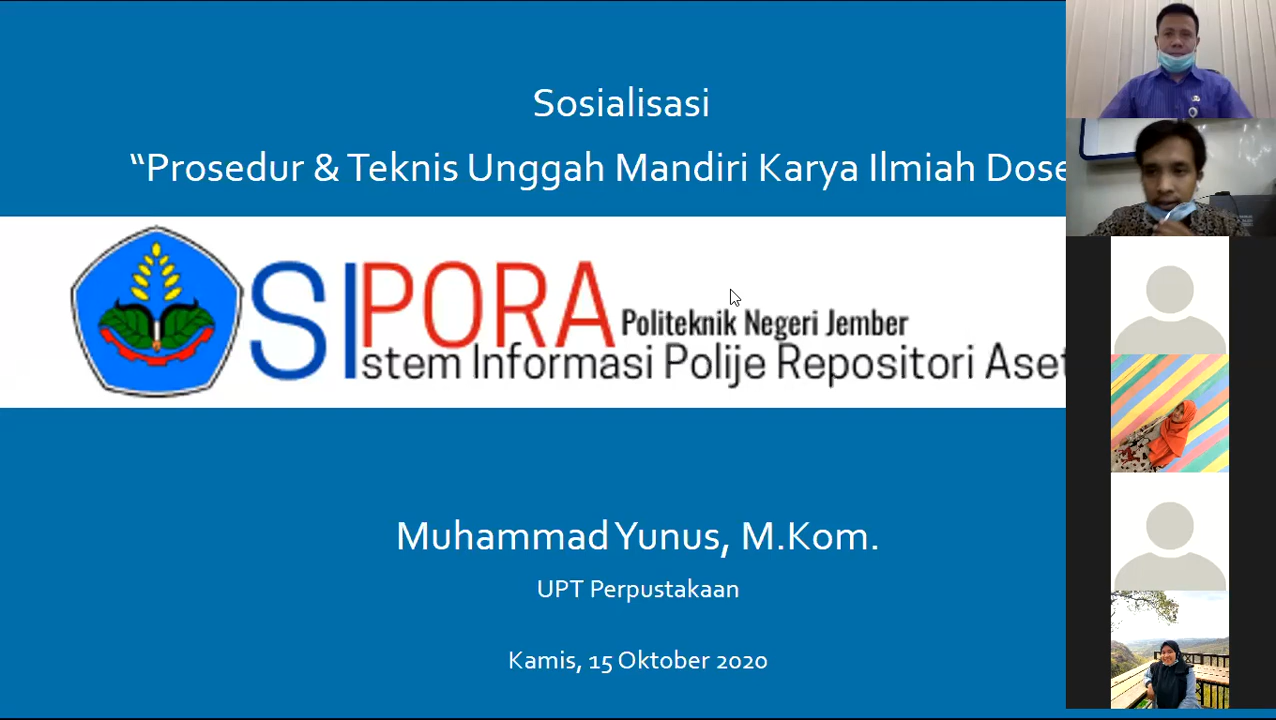 Sosialisasi
“Prosedur & Teknis Unggah Mandiri Karya Ilmiah Dose
SIPORA Politeknik Negeri Jember
stem Informasi Polije Repositori Aset
Muhammad Yunus, M.Kom.
UPT Perpustakaan
Kamis, 15 Oktober 2020